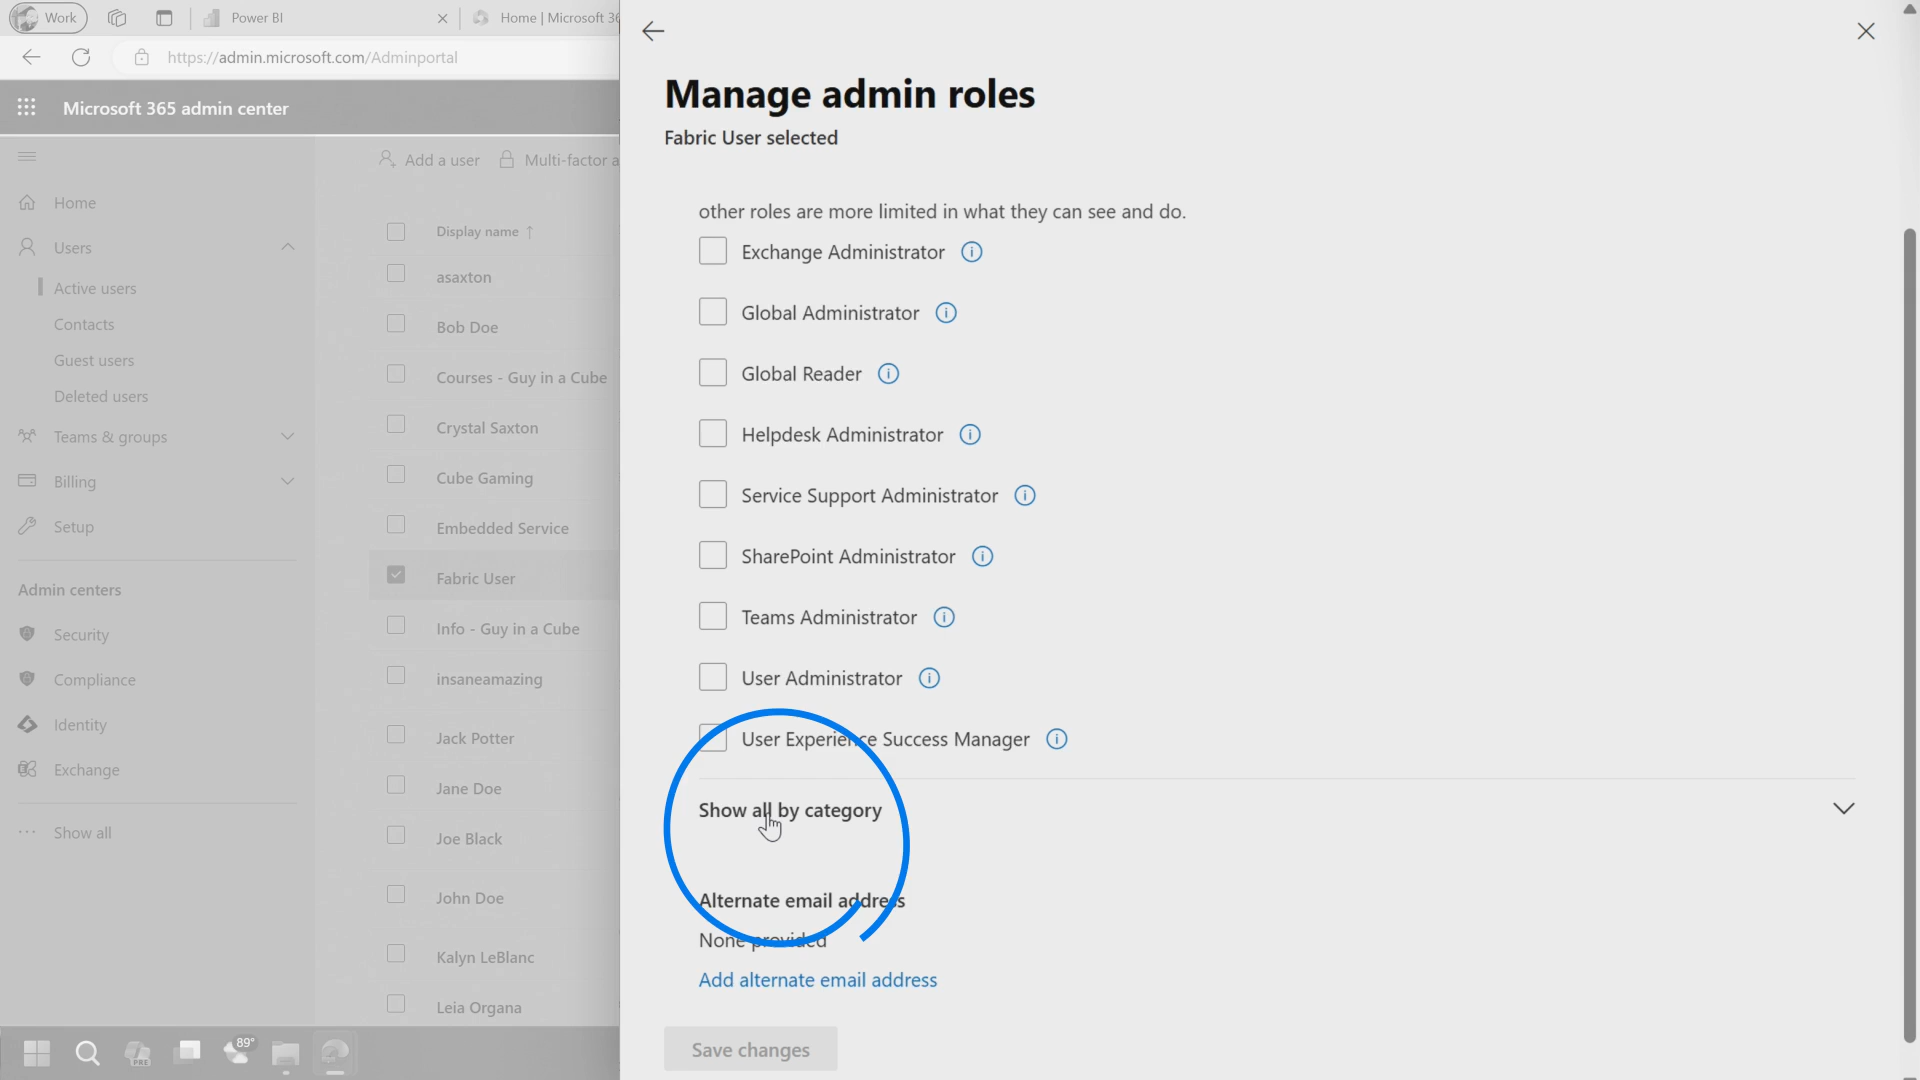 Work
Power BI
Home | Microsoft 36
https://admin.microsoft.com/Adminportal
Microsoft 365 admin center
Add a user
Multi-factor a
Home
Users
Active users
Contacts
Guest users
Deleted users
Teams & groups
Billing
Setup
Admin centers
Security
Compliance
Identity
Exchange
Show all
Display name ↑
asaxton
Bob Doe
Courses - Guy in a Cube
Crystal Saxton
Cube Gaming
Embedded Service
Fabric User
Info - Guy in a Cube
insaneamazing
Jack Potter
Jane Doe
Joe Black
John Doe
Kalyn LeBlanc
Leia Organa
Manage admin roles
Fabric User selected
other roles are more limited in what they can see and do.
Exchange Administrator
Global Administrator
Global Reader
Helpdesk Administrator
Service Support Administrator
SharePoint Administrator
Teams Administrator
User Administrator
User Experience Success Manager
Show all by category
Alternate email address
None provided
Add alternate email address
Save changes
PRE
89°